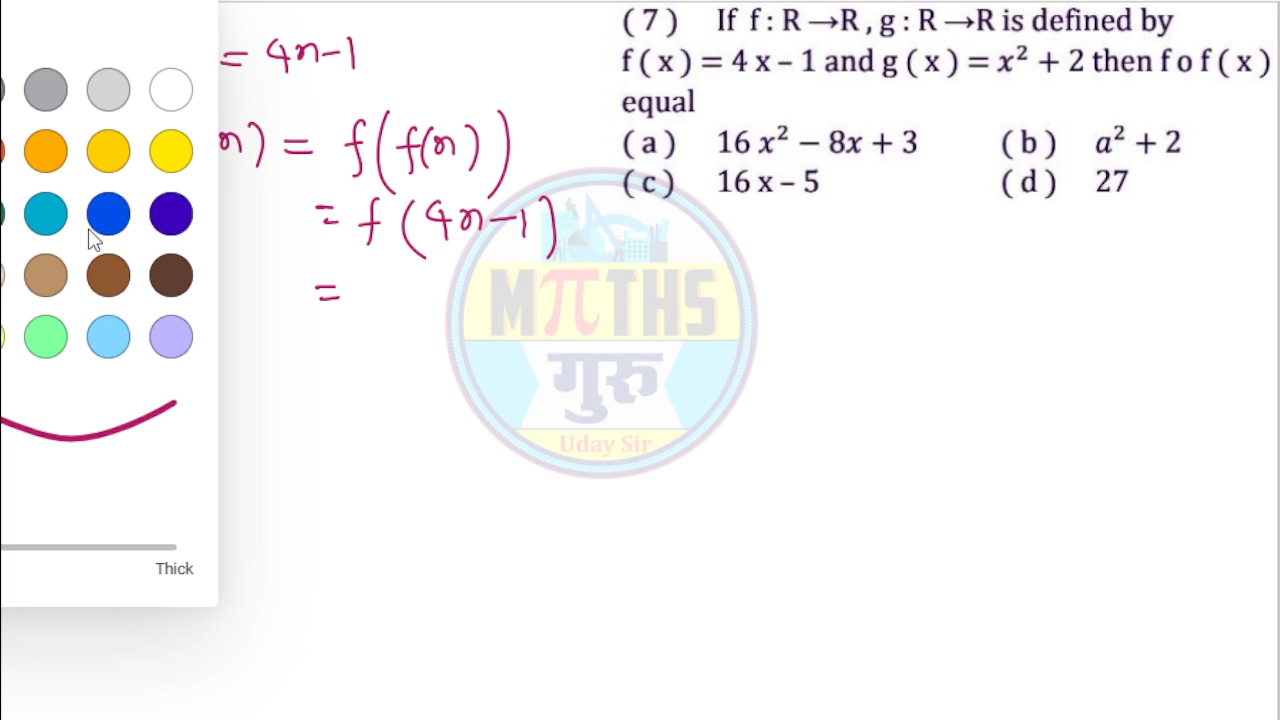 = 4x-1
x) = f(f(x))
= f(4x-1)
=
( 7 ) If f : R →R , g : R →R is defined by
f ( x ) = 4 x – 1 and g ( x ) = x² + 2 then f o f ( x )
equal
( a ) 16 x² − 8x + 3 ( b ) a² + 2
( c ) 16 x – 5 ( d ) 27
MπTHS
गुरु
Uday Sir
Thick